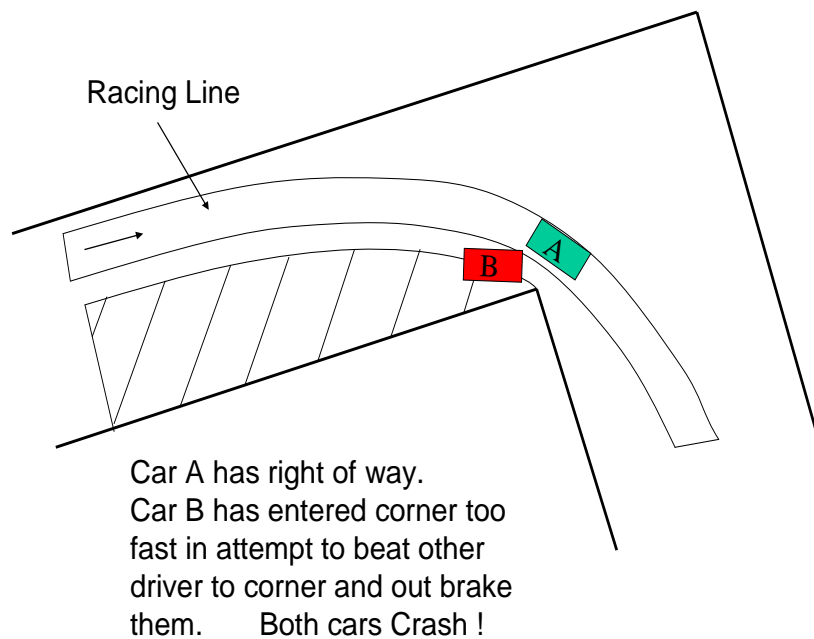 Racing Line
A
B
Car A has right of way.
Car B has entered corner too
fast in attempt to beat other
driver to corner and out brake
them. Both cars Crash !